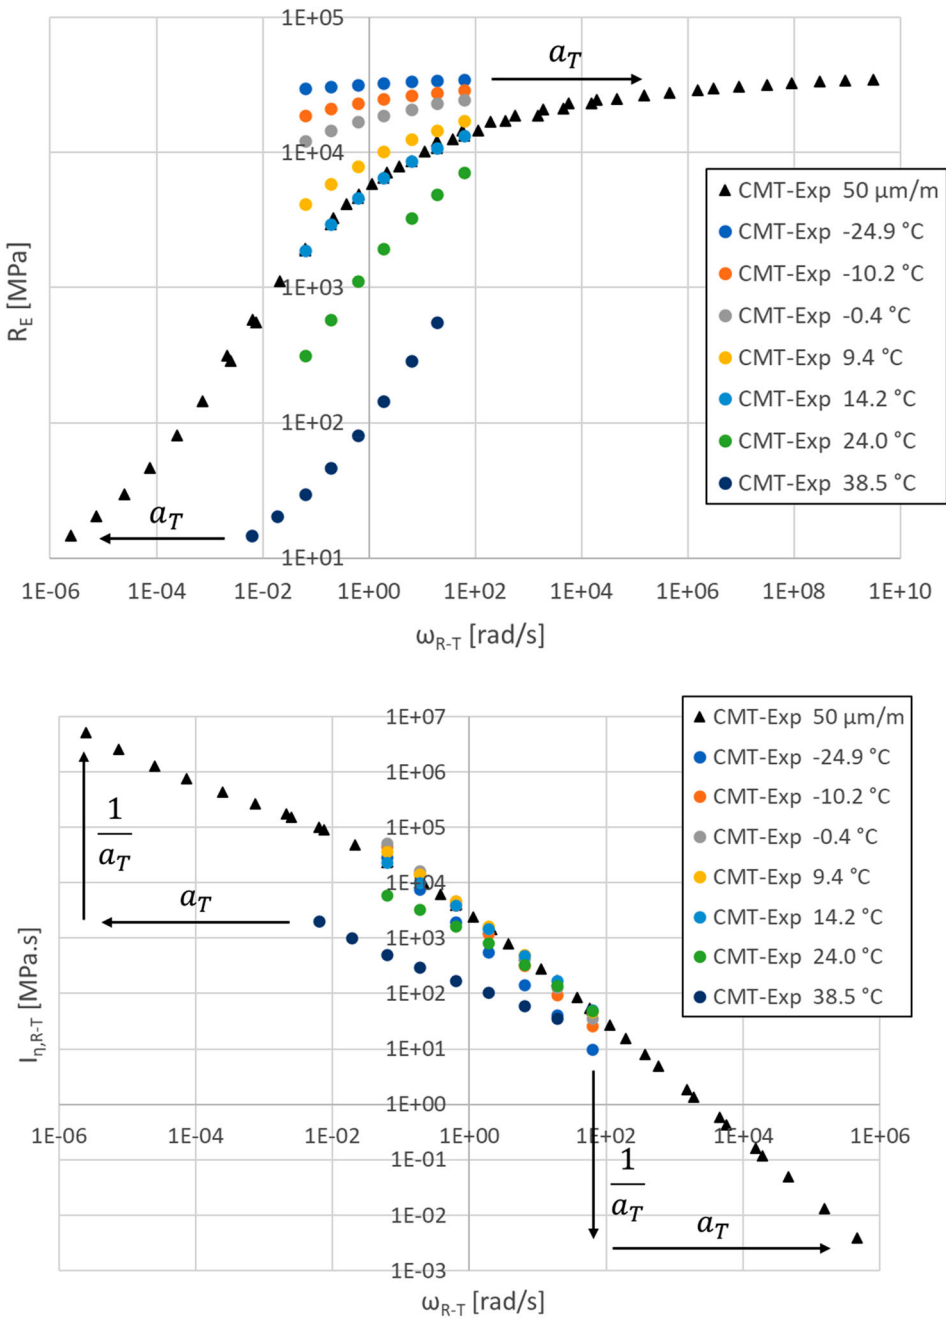 1E+05
1E+04
1E+03
1E+02
1E+01
R_E [MPa]
a_T
a_T
CMT-Exp 50 μm/m
CMT-Exp -24.9 °C
CMT-Exp -10.2 °C
CMT-Exp -0.4 °C
CMT-Exp 9.4 °C
CMT-Exp 14.2 °C
CMT-Exp 24.0 °C
CMT-Exp 38.5 °C
1E-06 1E-04 1E-02 1E+00 1E+02 1E+04 1E+06 1E+08 1E+10
ω_R-T [rad/s]
1E+07
1E+06
1E+05
1E+04
1E+03
1E+02
1E+01
1E+00
1E-01
1E-02
1E-03
I_η,R-T [MPa.s]
1
a_T
a_T
CMT-Exp 50 μm/m
CMT-Exp -24.9 °C
CMT-Exp -10.2 °C
CMT-Exp -0.4 °C
CMT-Exp 9.4 °C
CMT-Exp 14.2 °C
CMT-Exp 24.0 °C
CMT-Exp 38.5 °C
1E-06 1E-04 1E-02 1E+00 1E+02 1E+04 1E+06
1
a_T
a_T
ω_R-T [rad/s]